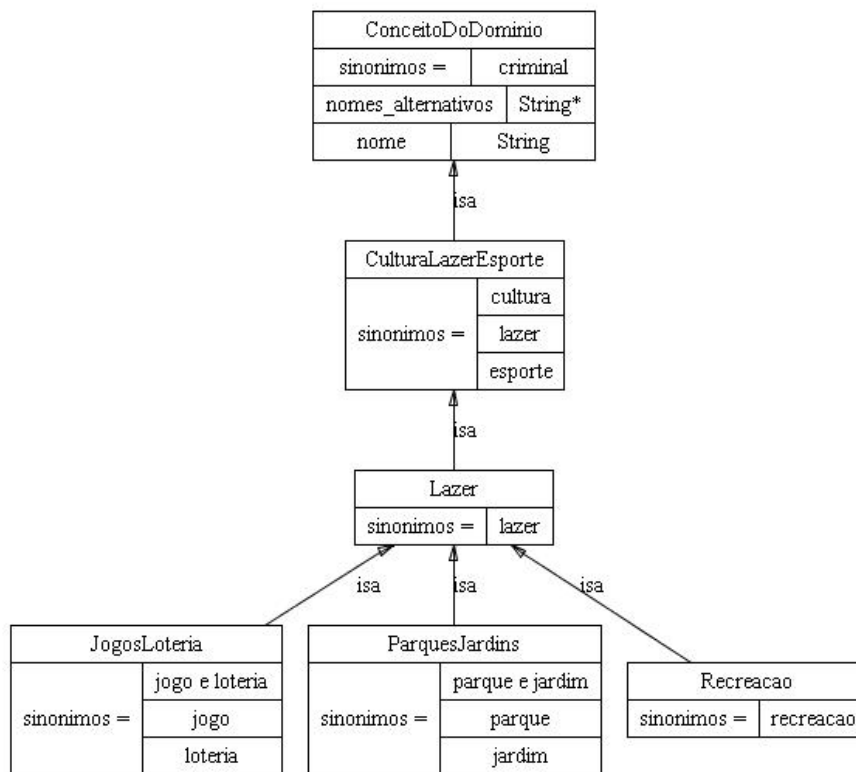 ConceitoDoDominio
sinonimos = criminal
nomes_alternativos String*
nome String
isa
CulturaLazerEsporte
sinonimos =
cultura
lazer
esporte
isa
Lazer
sinonimos = lazer
isa isa isa
JogosLoteria
sinonimos =
jogo e loteria
jogo
loteria
ParquesJardins
sinonimos =
parque e jardim
parque
jardim
Recreacao
sinonimos = recreacao